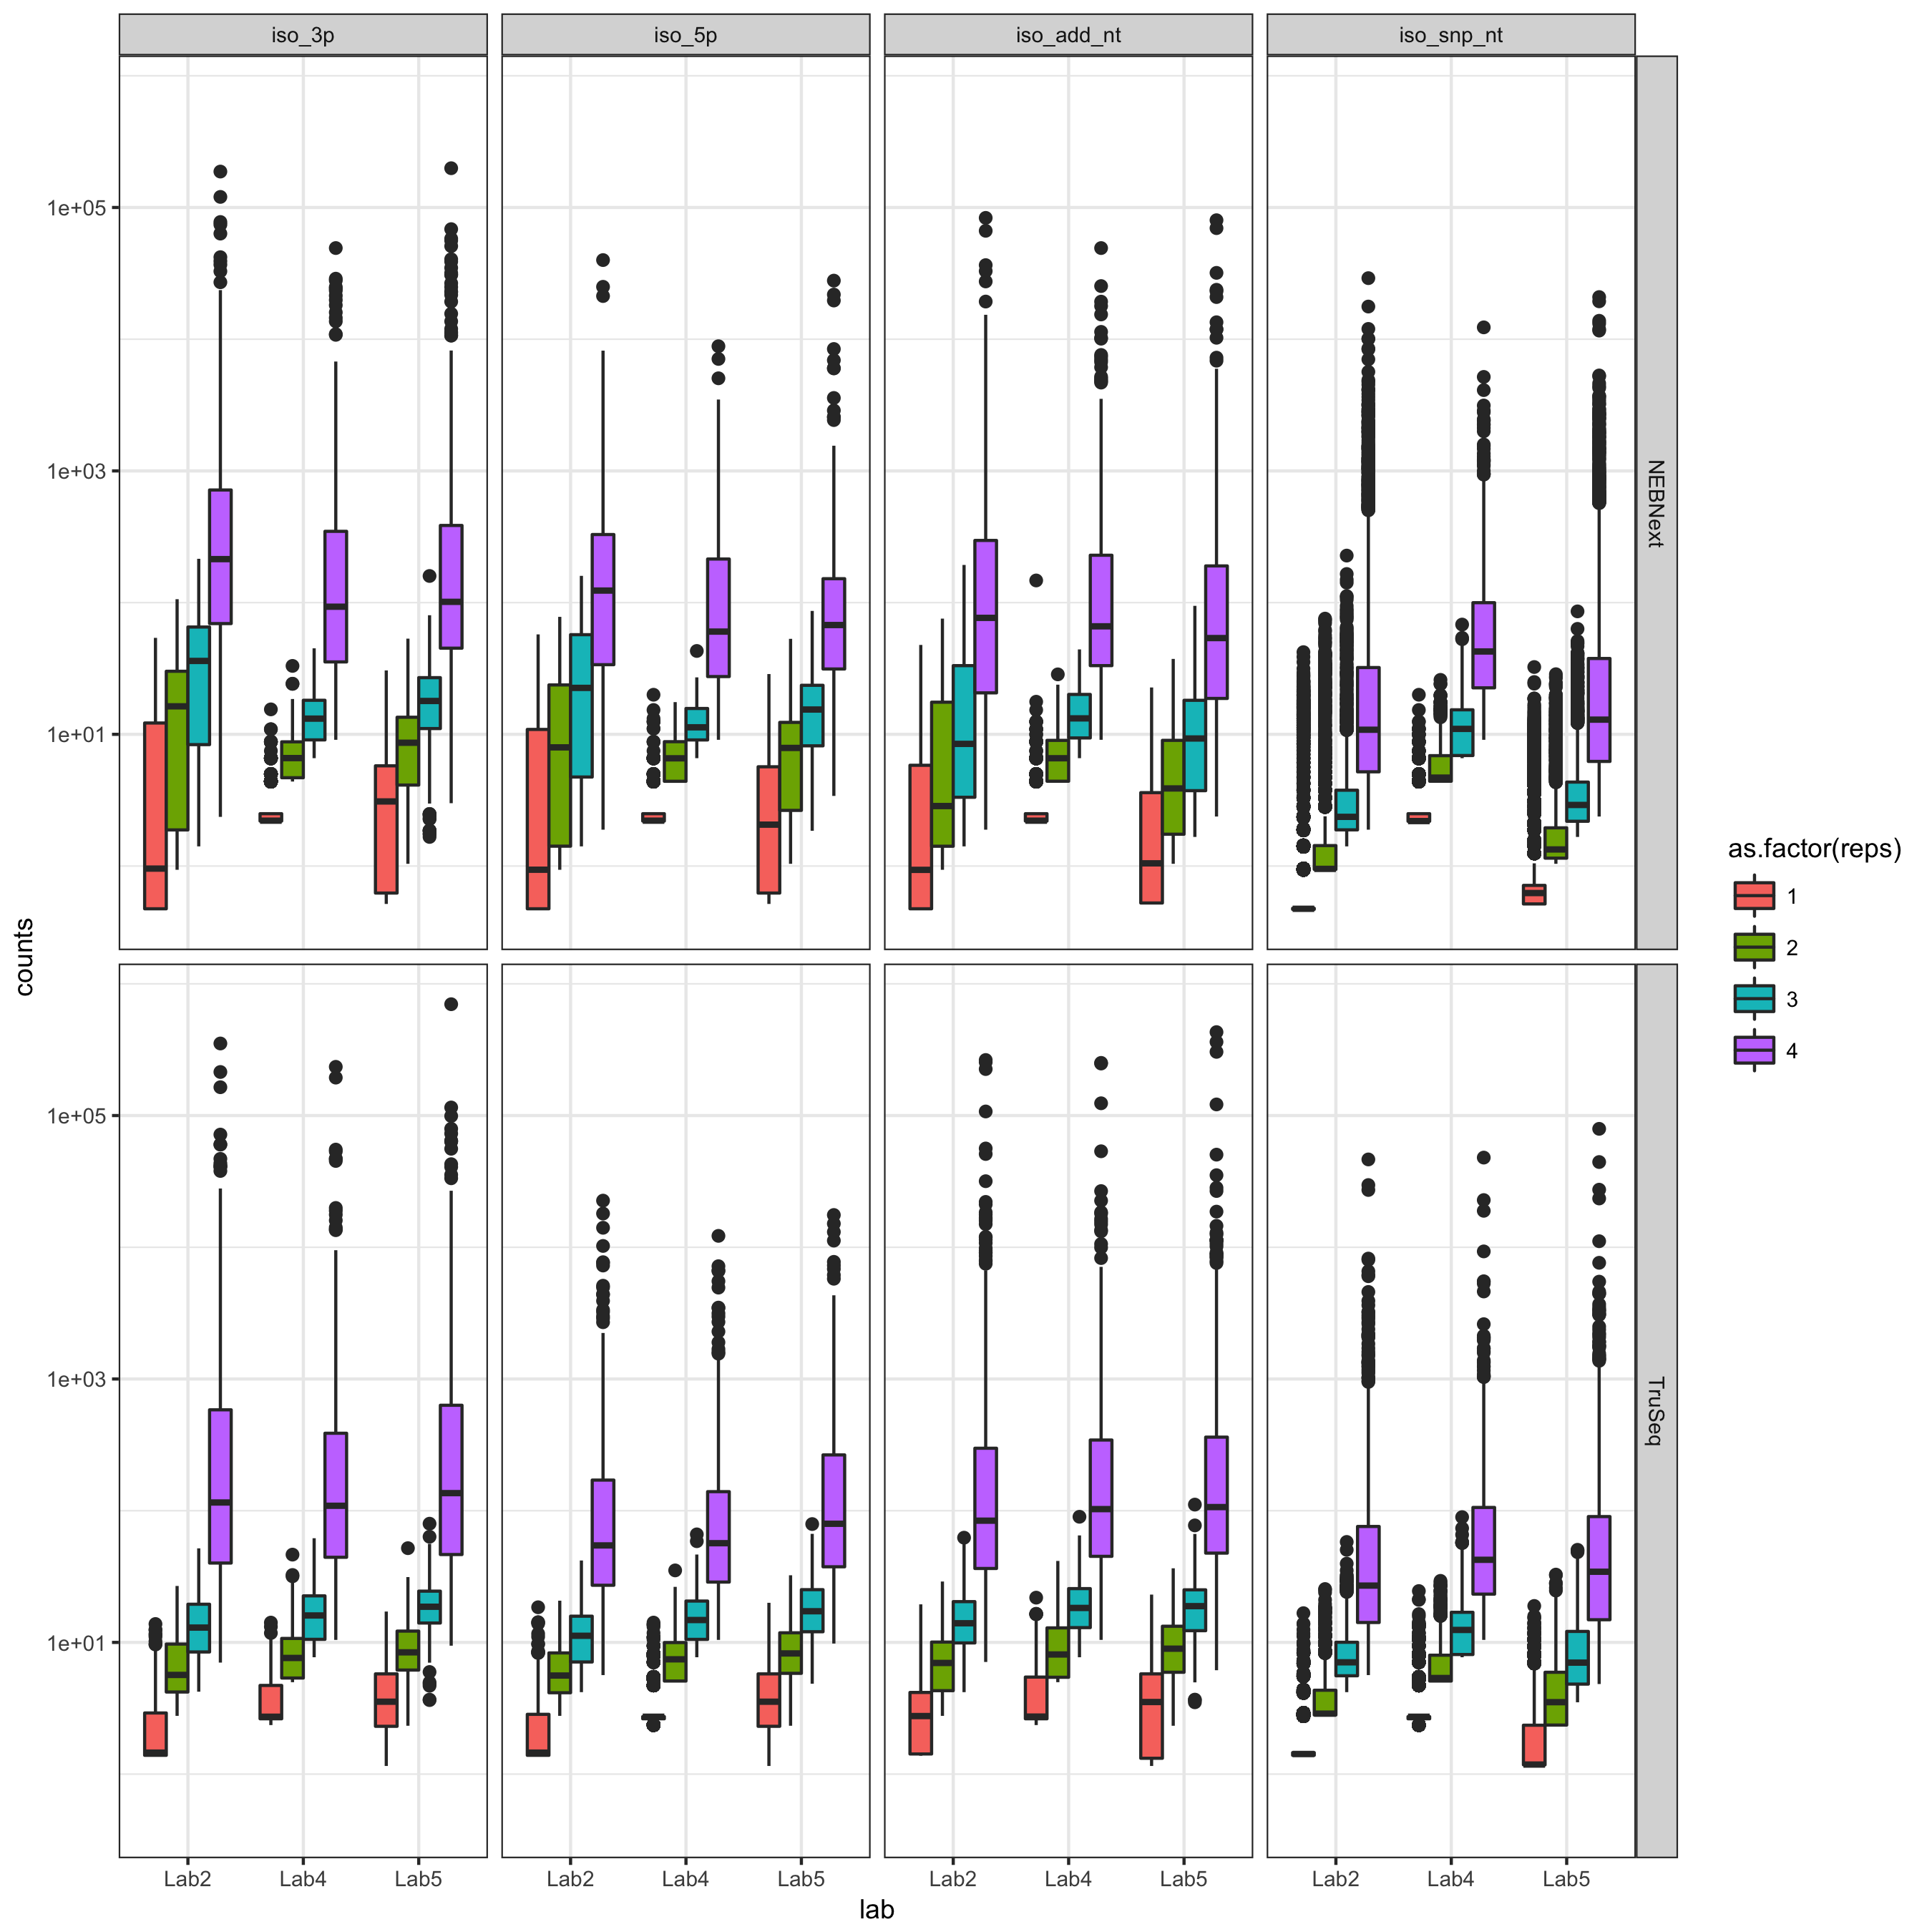 iso_3p iso_5p iso_add_nt iso_snp_nt
1e+05
1e+03
1e+01
NEBNext
1e+05
1e+03
1e+01
TruSeq
counts
Lab2 Lab4 Lab5 Lab2 Lab4 Lab5 Lab2 Lab4 Lab5 Lab2 Lab4 Lab5
lab
as.factor(reps)
1
2
3
4